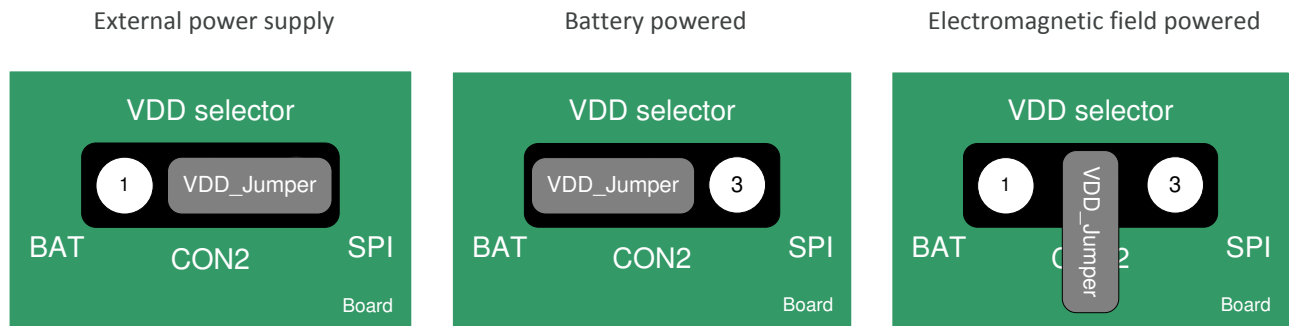 External power supply
Battery powered
Electromagnetic field powered
VDD selector
1
VDD_Jumper
BAT
CON2
SPI
Board
VDD selector
VDD_Jumper
3
BAT
CON2
SPI
Board
VDD selector
1
VDD_Jumper
3
BAT
C 2
SPI
Board